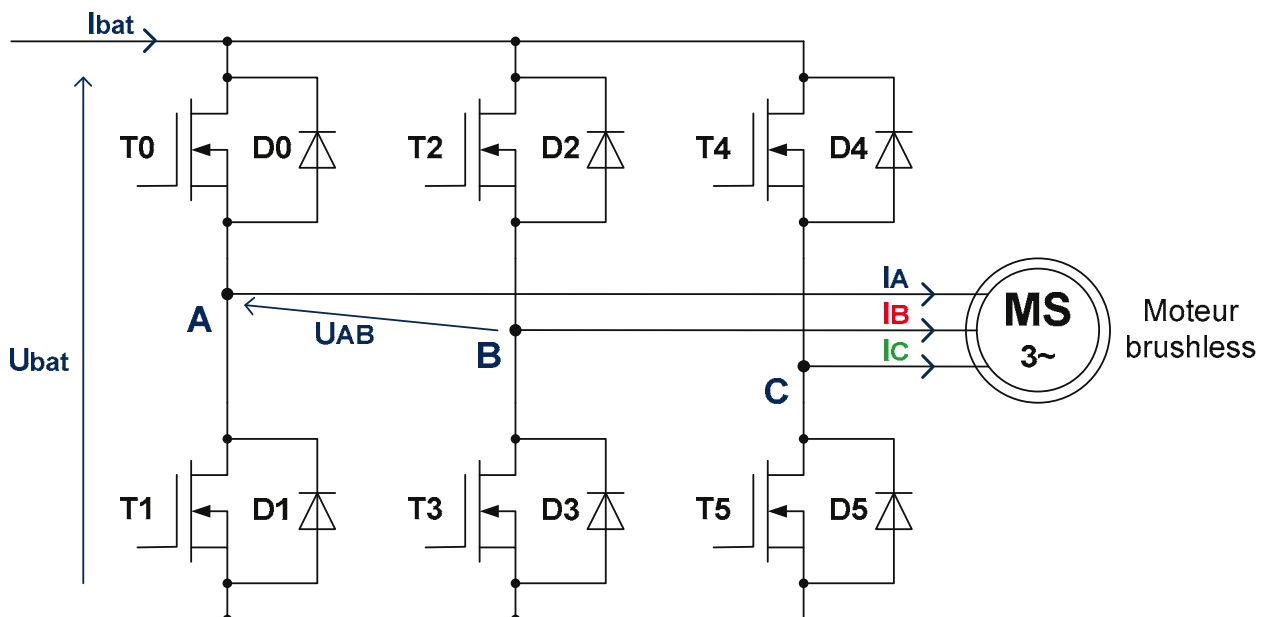 Ibat
T0
D0
T2
D2
T4
D4
IA
A
UAB
B
IB
IC
C
MS
3~
Moteur
brushless
Ubat
T1
D1
T3
D3
T5
D5